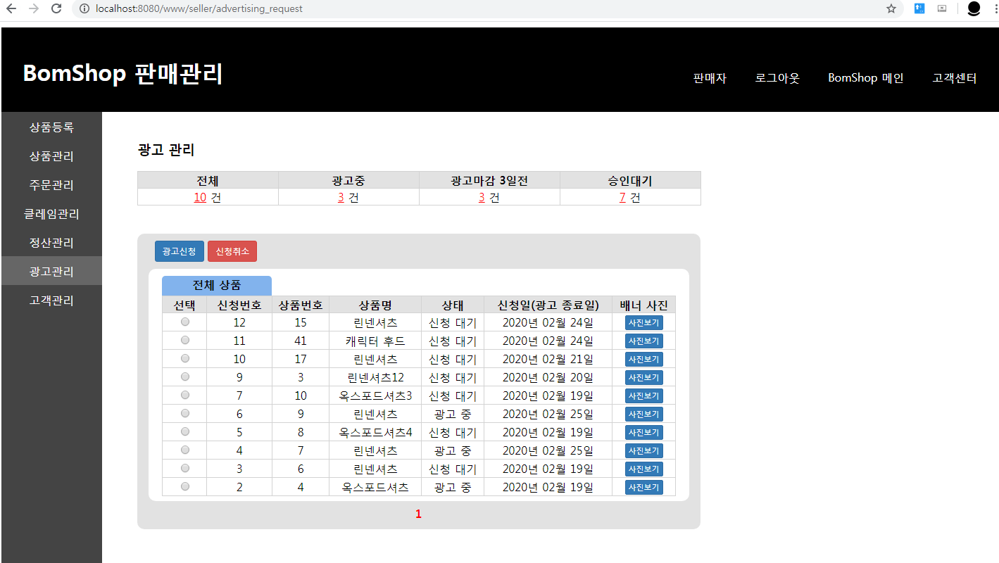 localhost:8080/www/seller/advertising_request
BomShop 판매관리
판매자 로그아웃 BomShop 메인 고객센터
상품등록
상품관리
주문관리
클레임관리
정산관리
광고관리
고객관리
광고 관리
전체 광고중 광고마감 3일전 승인대기
10 건 3 건 3 건 7 건
광고신청 신청취소
전체 상품
선택 신청번호 상품번호 상품명 상태 신청일(광고 종료일) 배너 사진
12 15 린넨셔츠 신청 대기 2020년 02월 24일 사진보기
11 41 캐릭터 후드 신청 대기 2020년 02월 24일 사진보기
10 17 린넨셔츠 신청 대기 2020년 02월 21일 사진보기
9 3 린넨셔츠12 신청 대기 2020년 02월 20일 사진보기
7 10 옥스포드셔츠3 신청 대기 2020년 02월 19일 사진보기
6 9 린넨셔츠 광고 중 2020년 02월 25일 사진보기
5 8 옥스포드셔츠4 신청 대기 2020년 02월 19일 사진보기
4 7 린넨셔츠 광고 중 2020년 02월 25일 사진보기
3 6 린넨셔츠 신청 대기 2020년 02월 19일 사진보기
2 4 옥스포드셔츠 광고 중 2020년 02월 19일 사진보기
1